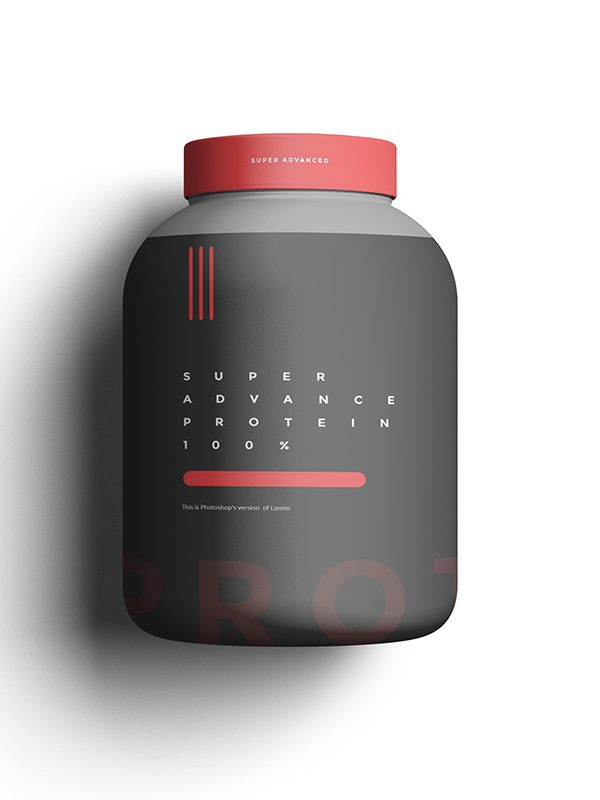 SUPER ADVANCED
SUPER
ADVANCE
PROTEIN
100%
This is Photoshop's version of Lorem
PROT